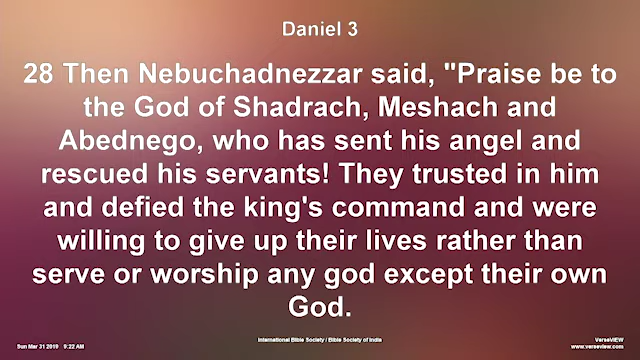 Daniel 3
28 Then Nebuchadnezzar said, "Praise be to
the God of Shadrach, Meshach and
Abednego, who has sent his angel and
rescued his servants! They trusted in him
and defied the king's command and were
willing to give up their lives rather than
serve or worship any god except their own
God.
International Bible Society / Bible Society of India
VerseVIEW
Sun Mar 31 2019 9:22 AM
www.verseview.com